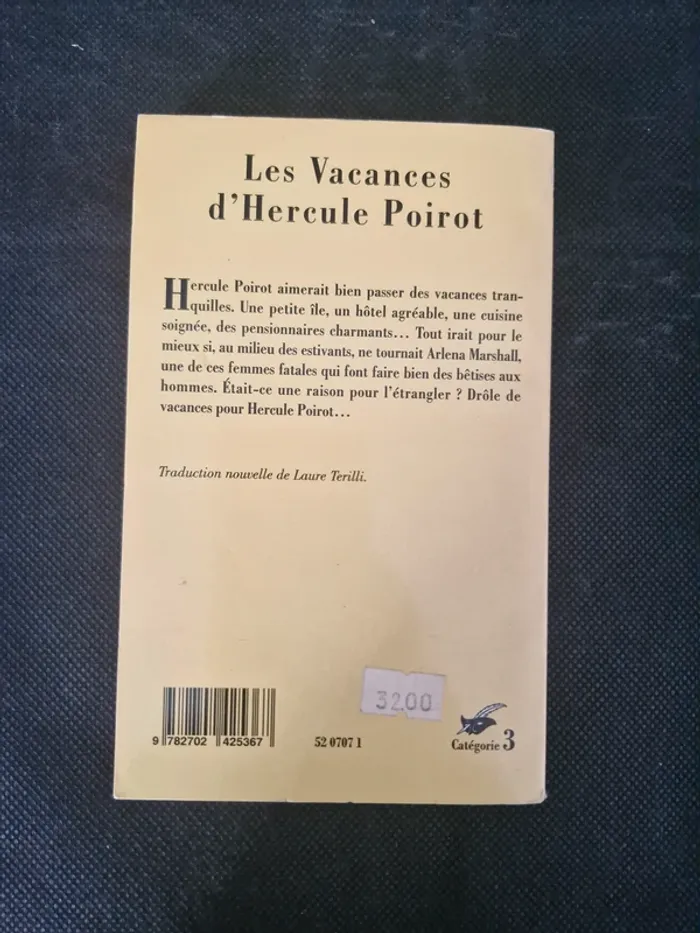 Les Vacances
d'Hercule Poirot
Hercule Poirot aimerait bien passer des vacances tran-
quilles. Une petite île, un hôtel agréable, une cuisine
soignée, des pensionnaires charmants... Tout irait pour le
mieux si, au milieu des estivants, ne tournait Arlena Marshall,
une de ces femmes fatales qui font faire bien des bêtises aux
hommes. Était-ce une raison pour l'étrangler ? Drôle de
vacances pour Hercule Poirot...
Traduction nouvelle de Laure Terilli.
3200
9 782702 425367
52 0707 1
Catégorie 3